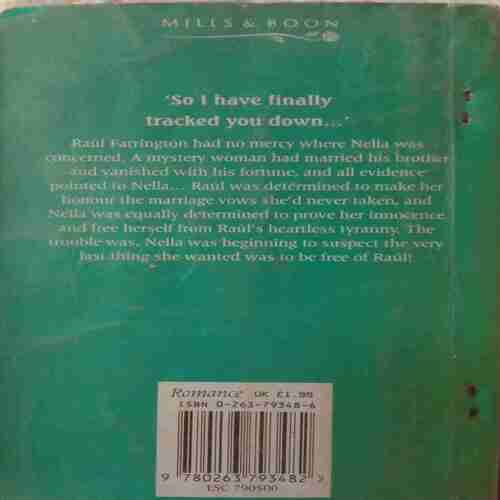 MILLS & BOON
'So I have finally
tracked you down...'
Raúl Farrington had no mercy where Nella was
concerned. A mystery woman had married his brother
and vanished with his fortune, and all evidence
pointed to Nella... Raúl was determined to make her
honour the marriage vows she'd never taken, and
Nella was equally determined to prove her innocence
and free herself from Raúl's heartless tyranny. The
trouble was, Nella was beginning to suspect the very
last thing she wanted was to be free of Raúl!
Romance UK £1.99
ISBN 0-263-79348-6
9 780263 793482 >
ESC 790500